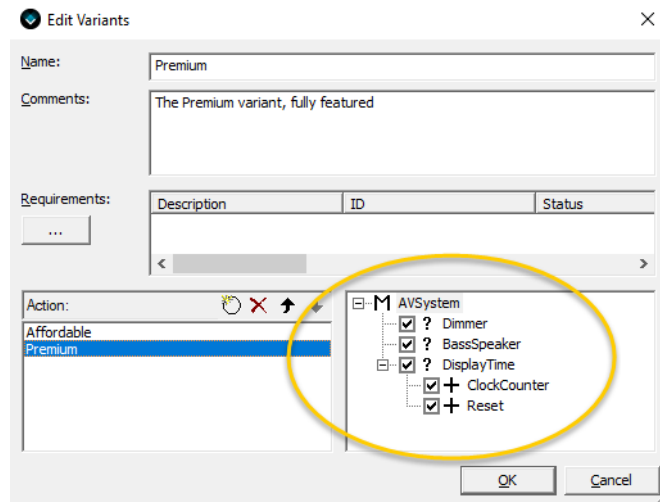 Edit Variants
Name:
Premium
Comments:
The Premium variant, fully featured
Requirements:
Description ID Status
...
Action:
Affordable
Premium
M AVSystem
? Dimmer
? BassSpeaker
? DisplayTime
+ ClockCounter
+ Reset
OK Cancel